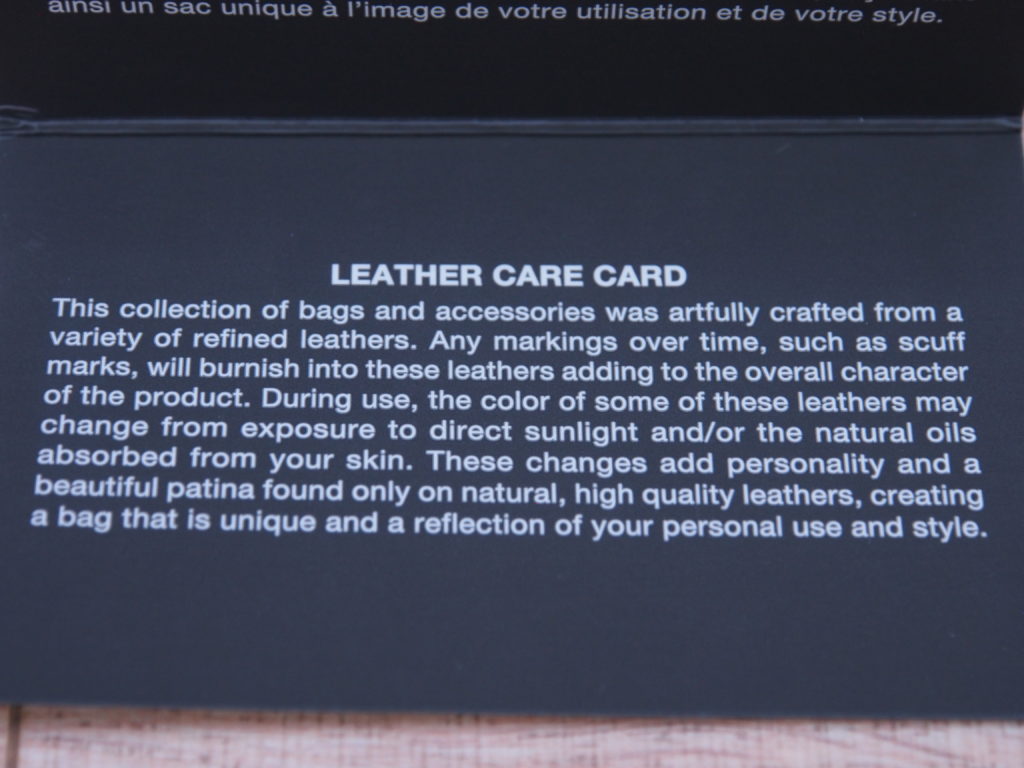 ainsi un sac unique à l'image de votre utilisation et de votre style.
LEATHER CARE CARD
This collection of bags and accessories was artfully crafted from a
variety of refined leathers. Any markings over time, such as scuff
marks, will burnish into these leathers adding to the overall character
of the product. During use, the color of some of these leathers may
change from exposure to direct sunlight and/or the natural oils
absorbed from your skin. These changes add personality and a
beautiful patina found only on natural, high quality leathers, creating
a bag that is unique and a reflection of your personal use and style.